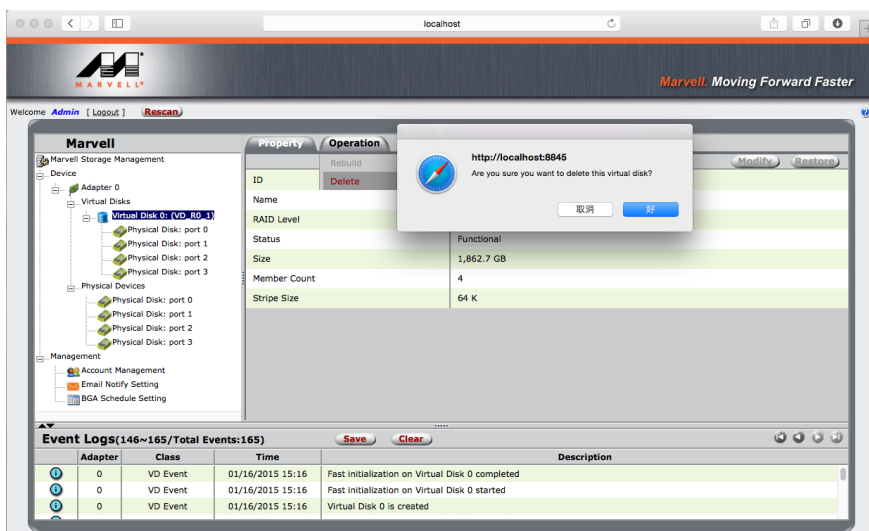 localhost
MARVELL®
Marvell. Moving Forward Faster
Welcome Admin [ Logout ] Rescan
Marvell
Marvell Storage Management
Device
Adapter 0
Virtual Disks
Virtual Disk 0: (VD_R0_1)
Physical Disk: port 0
Physical Disk: port 1
Physical Disk: port 2
Physical Disk: port 3
Physical Devices
Physical Disk: port 0
Physical Disk: port 1
Physical Disk: port 2
Physical Disk: port 3
Management
Account Management
Email Notify Setting
BGA Schedule Setting
Property Operation
Rebuild
Delete
Modify Restore
http://localhost:8845
Are you sure you want to delete this virtual disk?
取消 好
ID
Name
RAID Level
Status Functional
Size 1,862.7 GB
Member Count 4
Stripe Size 64 K
Event Logs(146~165/Total Events:165) Save Clear
Adapter Class Time Description
0 VD Event 01/16/2015 15:16 Fast initialization on Virtual Disk 0 completed
0 VD Event 01/16/2015 15:16 Fast initialization on Virtual Disk 0 started
0 VD Event 01/16/2015 15:16 Virtual Disk 0 is created